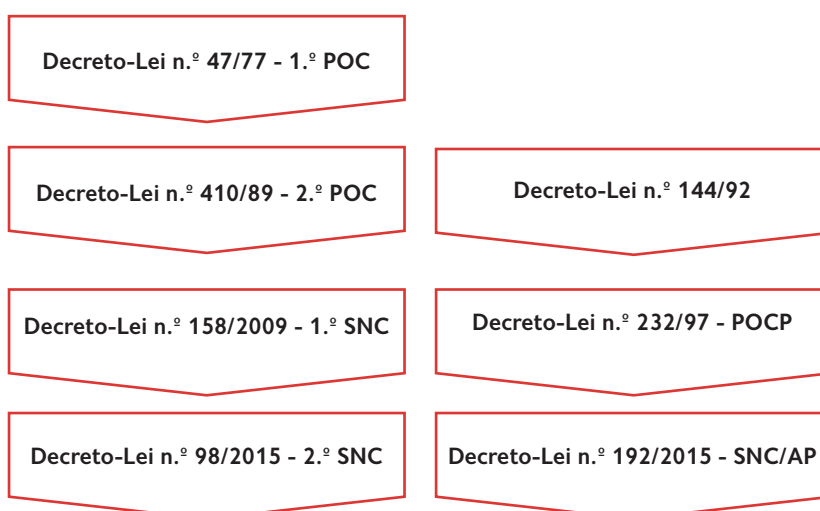 Decreto-Lei n.º 47/77 - 1.º POC
Decreto-Lei n.º 410/89 - 2.º POC
Decreto-Lei n.º 144/92
Decreto-Lei n.º 158/2009 - 1.º SNC
Decreto-Lei n.º 232/97 - POCP
Decreto-Lei n.º 98/2015 - 2.º SNC
Decreto-Lei n.º 192/2015 - SNC/AP